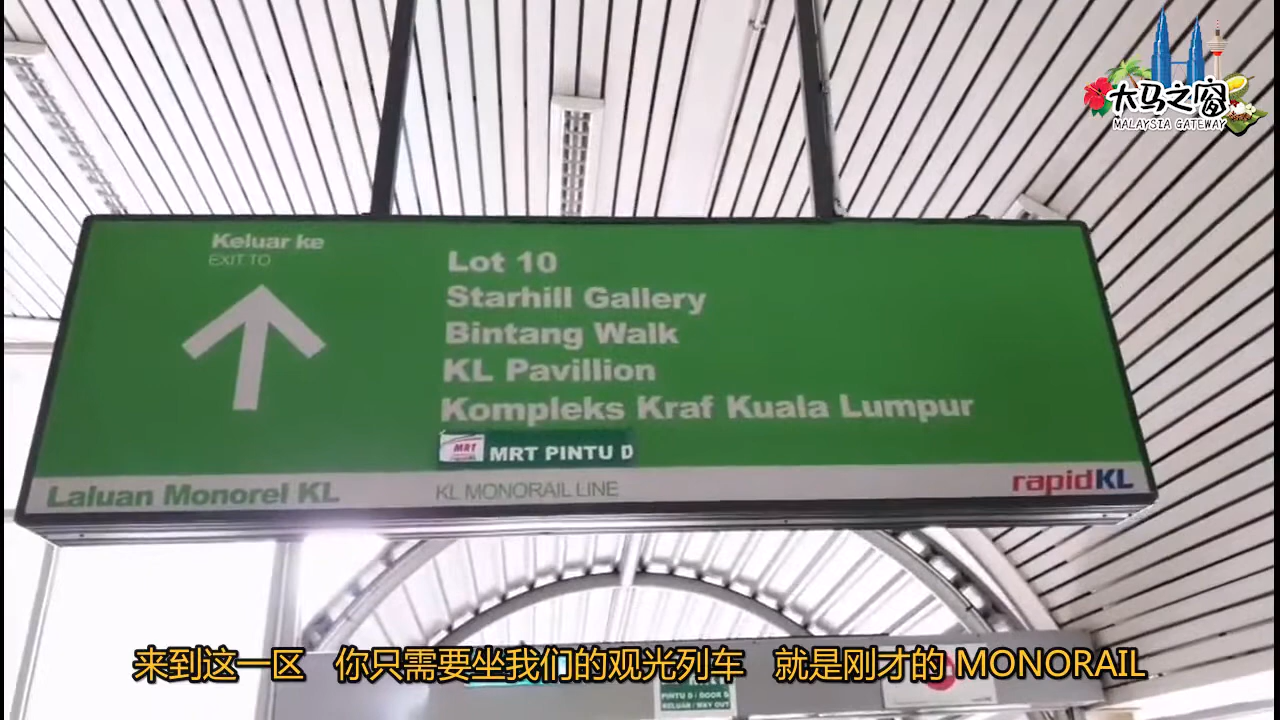 大马之窗
MALAYSIA GATEWAY
Keluar ke
EXIT TO
Lot 10
Starhill Gallery
Bintang Walk
KL Pavillion
Kompleks Kraf Kuala Lumpur
MRT
MRT PINTU D
Laluan Monorel KL
KL MONORAIL LINE
rapidKL
PINTU D / DOOR D
KELUAR / WAY OUT
来到这一区 你只需要坐我们的观光列车 就是刚才的 MONORAIL